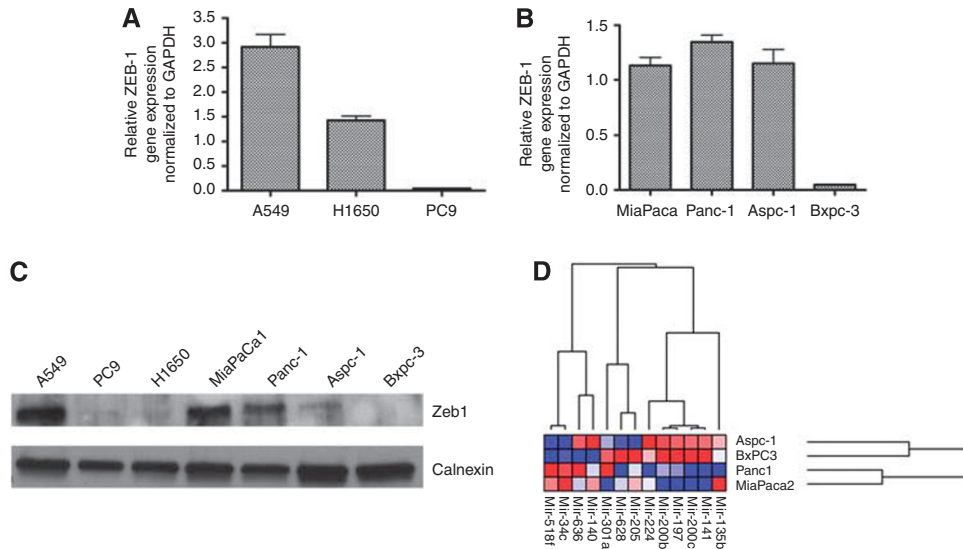 A
Relative ZEB-1
gene expression
normalized to GAPDH
3.5
3.0
2.5
2.0
1.5
1.0
0.5
0.0
A549 H1650 PC9
B
Relative ZEB-1
gene expression
normalized to GAPDH
1.5
1.0
0.5
0.0
MiaPaca Panc-1 Aspc-1 Bxpc-3
C
A549 PC9 H1650 MiaPaCa1 Panc-1 Aspc-1 Bxpc-3
Zeb1
Calnexin
D
Aspc-1
BxPC3
Panc1
MiaPaca2
Mir-518f
Mir-34c
Mir-636
Mir-140
Mir-301a
Mir-628
Mir-205
Mir-224
Mir-200b
Mir-197
Mir-200c
Mir-141
Mir-135b